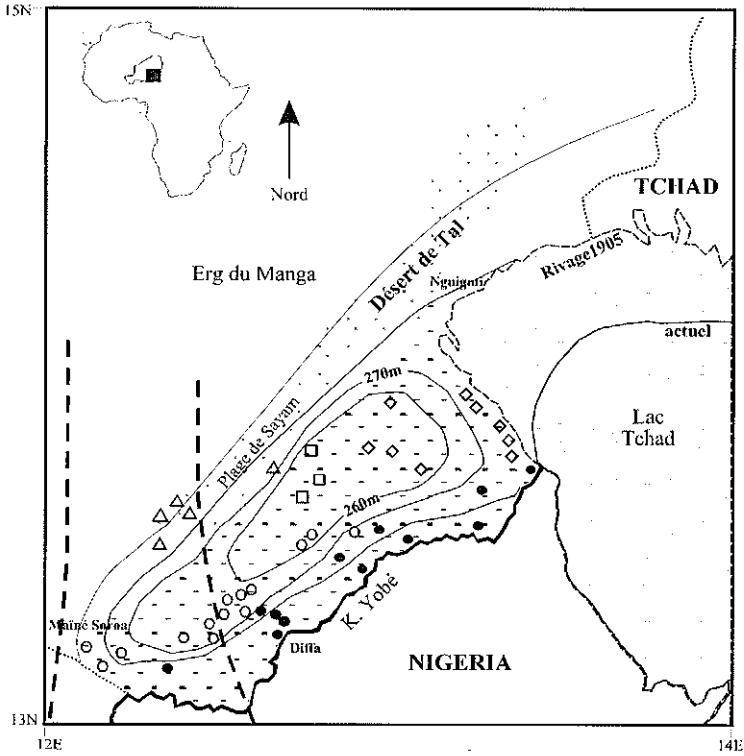 15N
Nord
TCHAD
Rivage1905
Désert de Tal
Erg du Manga
Nguigmi
actuel
270m
Plage de Sayam
Lac
Tchad
260m
K. Yobé
Maïné Soroa
Diffa
NIGERIA
13N
12E
14E